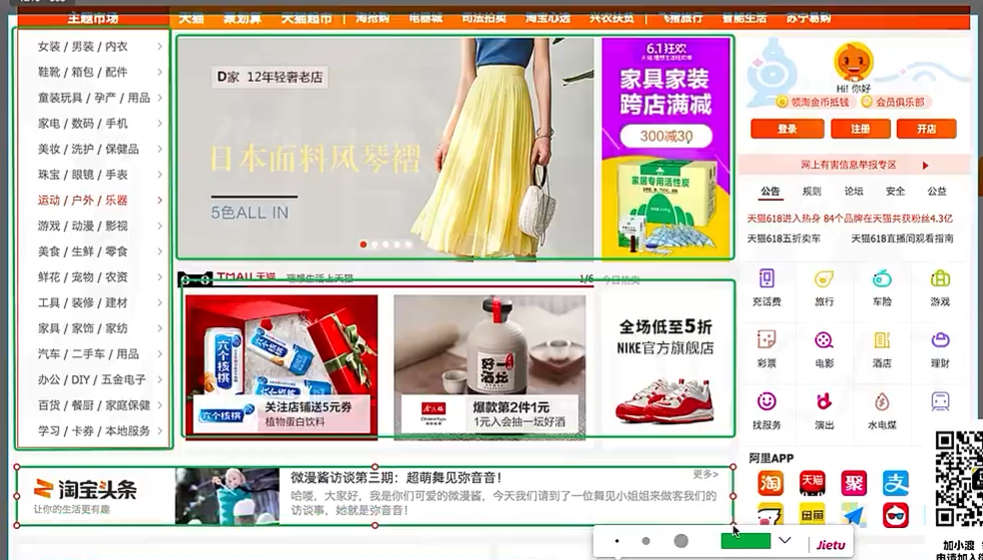 主题市场
天猫 聚划算 天猫超市 | 淘抢购 电器城 司法拍卖 淘宝心选 兴农扶贫 | 飞猪旅行 智能生活 苏宁易购
女装 / 男装 / 内衣
鞋靴 / 箱包 / 配件
童装玩具 / 孕产 / 用品
家电 / 数码 / 手机
美妆 / 洗护 / 保健品
珠宝 / 眼镜 / 手表
运动 / 户外 / 乐器
游戏 / 动漫 / 影视
美食 / 生鲜 / 零食
鲜花 / 宠物 / 农资
工具 / 装修 / 建材
家具 / 家饰 / 家纺
汽车 / 二手车 / 用品
办公 / DIY / 五金电子
百货 / 餐厨 / 家庭保健
学习 / 卡券 / 本地服务
D家 12年轻奢老店
日本面料风琴褶
5色ALL IN
6.1狂欢
家具家装
跨店满减
300减30
家居专用活性炭
TMALL天猫 理想生活上天猫
1/6 今日热卖
六个核桃
关注店铺送5元券
植物蛋白饮料
好一酒坛
爆款第2件1元
1元入会抽一坛好酒
全场低至5折
NIKE官方旗舰店
淘宝头条
让你的生活更有趣
微漫酱访谈第三期：超萌舞见弥音音！
更多>
哈喽，大家好，我是你们可爱的微漫酱，今天我们请到了一位舞见小姐姐来做客我们的
访谈事，她就是弥音音！
Hi! 你好
领淘金币抵钱 会员俱乐部
登录 注册 开店
网上有害信息举报专区
公告 规则 论坛 安全 公益
天猫618进入热身 84个品牌在天猫共获粉丝4.3亿
天猫618五折卖车 天猫618直播间观看指南
充话费 旅行 车险 游戏
彩票 电影 酒店 理财
找服务 演出 水电煤
阿里APP
淘 天猫 聚 支
闲鱼
Jietu
加小渡